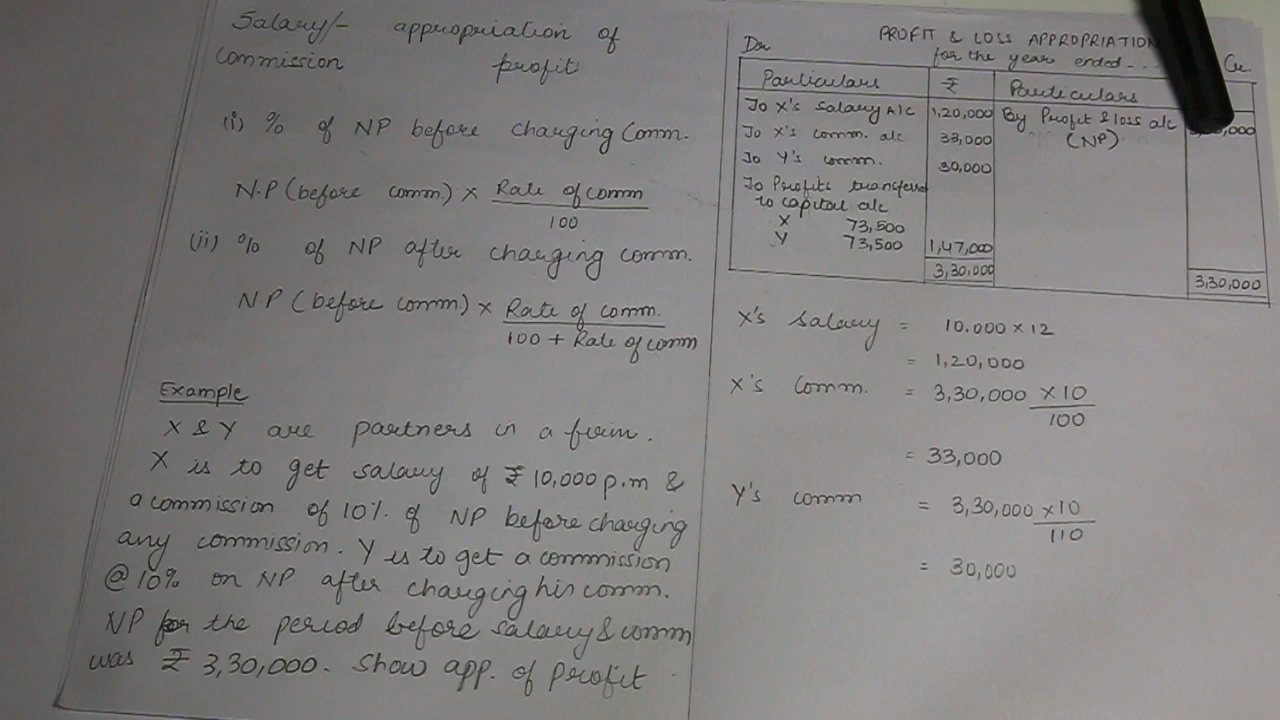 Salary/- appropriation of
commission profit
(i) % of NP before charging Comm.
N.P (before comm) × Rate of comm
100
(ii) % of NP after charging comm.
NP (before comm) × Rate of comm.
100 + Rate of comm
Example
X & Y are partners in a firm.
X is to get salary of ₹ 10,000 p.m &
a commission of 10% of NP before charging
any commission. Y is to get a commission
@ 10% on NP after charging his comm.
NP for the period before salary & comm
was ₹ 3,30,000. Show app. of Profit
PROFIT & LOSS APPROPRIATION
Dr for the year ended... Cr
Particulars ₹ Particulars
To X's Salary A/c 1,20,000 By Profit & loss a/c
To X's comm. a/c 33,000 (NP)
To Y's comm. 30,000
To Profits transferred
to capital a/c
X 73,500
Y 73,500 1,47,000
3,30,000 3,30,000
X's Salary = 10.000 × 12
= 1,20,000
X's Comm. = 3,30,000 × 10
100
= 33,000
Y's comm = 3,30,000 × 10
110
= 30,000